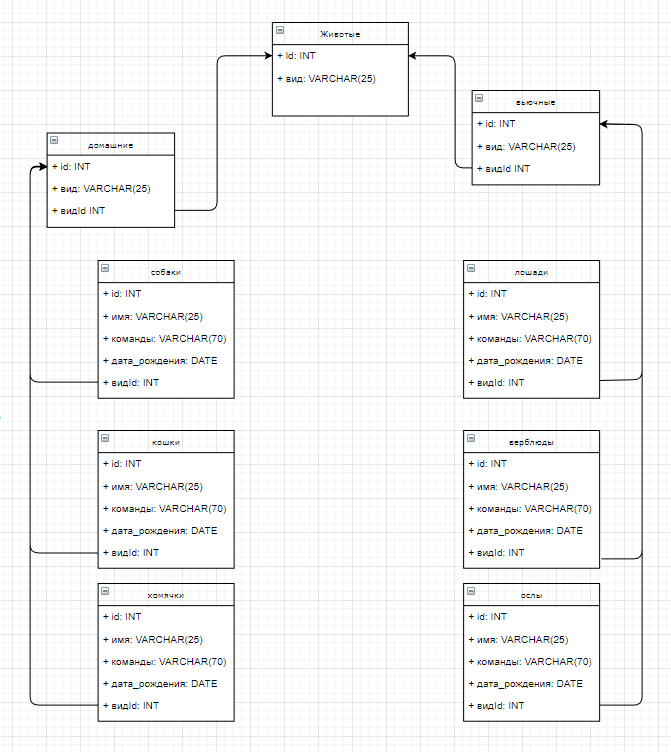 Животые
+ Id: INT
+ вид: VARCHAR(25)
вьючные
+ id: INT
+ вид: VARCHAR(25)
+ видId INT
домашние
+ id: INT
+ вид: VARCHAR(25)
+ видId INT
собаки
+ id: INT
+ имя: VARCHAR(25)
+ команды: VARCHAR(70)
+ дата_рождения: DATE
+ видId: INT
лошади
+ id: INT
+ имя: VARCHAR(25)
+ команды: VARCHAR(70)
+ дата_рождения: DATE
+ видId: INT
кошки
+ id: INT
+ имя: VARCHAR(25)
+ команды: VARCHAR(70)
+ дата_рождения: DATE
+ видId: INT
верблюды
+ id: INT
+ имя: VARCHAR(25)
+ команды: VARCHAR(70)
+ дата_рождения: DATE
+ видId: INT
хомячки
+ id: INT
+ имя: VARCHAR(25)
+ команды: VARCHAR(70)
+ дата_рождения: DATE
+ видId: INT
ослы
+ id: INT
+ имя: VARCHAR(25)
+ команды: VARCHAR(70)
+ дата_рождения: DATE
+ видId: INT